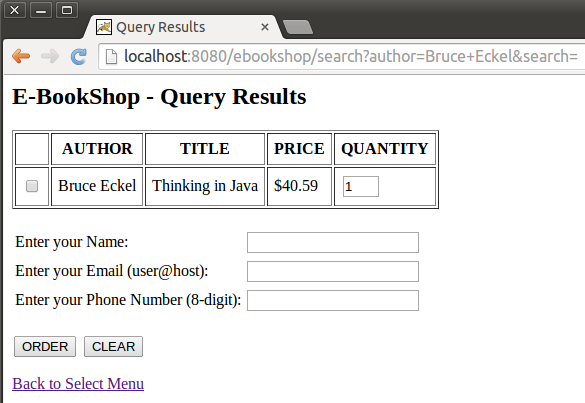 Query Results
localhost:8080/ebookshop/search?author=Bruce+Eckel&search=
E-BookShop - Query Results
AUTHOR TITLE PRICE QUANTITY
Bruce Eckel Thinking in Java $40.59 1
Enter your Name:
Enter your Email (user@host):
Enter your Phone Number (8-digit):
ORDER CLEAR
Back to Select Menu